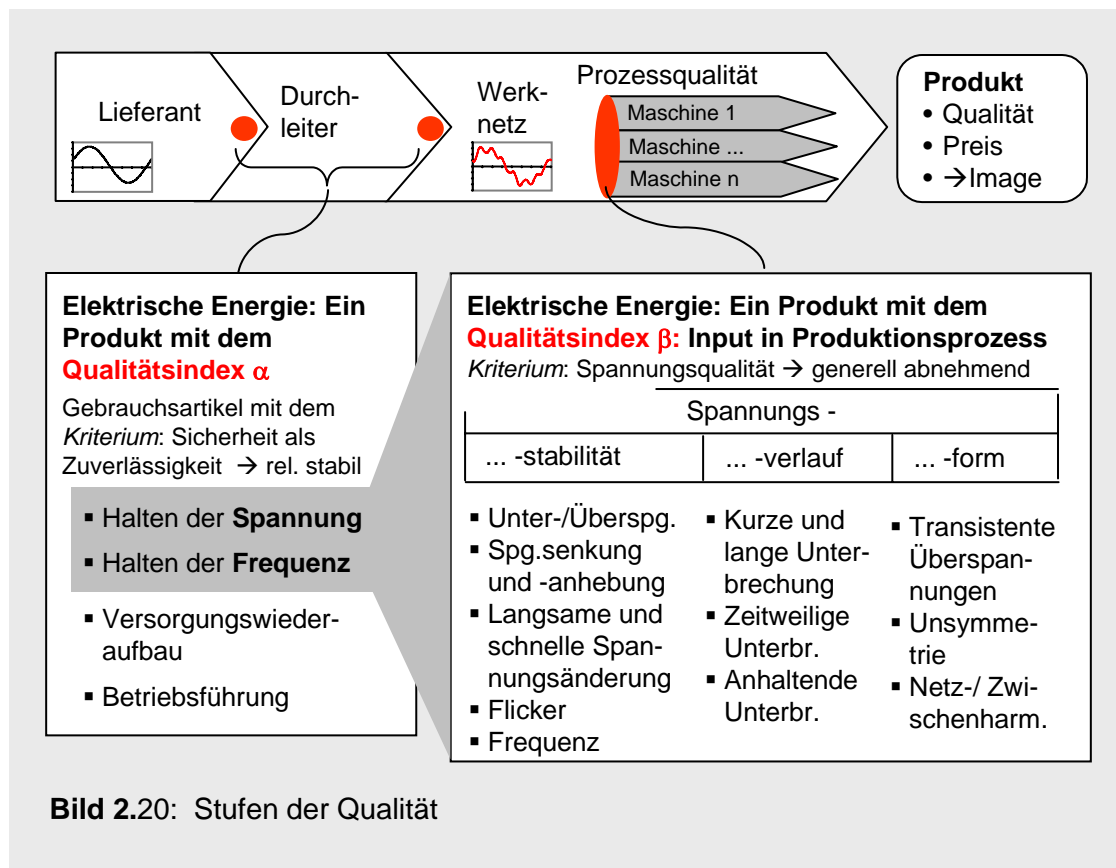 Lieferant
Durch-
leiter
Werk-
netz
Prozessqualität
Maschine 1
Maschine ...
Maschine n
Produkt
• Qualität
• Preis
• →Image
Elektrische Energie: Ein
Produkt mit dem
Qualitätsindex α
Gebrauchsartikel mit dem
Kriterium: Sicherheit als
Zuverlässigkeit → rel. stabil
▪ Halten der Spannung
▪ Halten der Frequenz
▪ Versorgungswieder-
aufbau
▪ Betriebsführung
Elektrische Energie: Ein Produkt mit dem
Qualitätsindex β: Input in Produktionsprozess
Kriterium: Spannungsqualität → generell abnehmend
Spannungs -
... -stabilität
... -verlauf
... -form
▪ Unter-/Überspg.
▪ Spg.senkung
und -anhebung
▪ Langsame und
schnelle Span-
nungsänderung
▪ Flicker
▪ Frequenz
▪ Kurze und
lange Unter-
brechung
▪ Zeitweilige
Unterbr.
▪ Anhaltende
Unterbr.
▪ Transistente
Überspan-
nungen
▪ Unsymme-
trie
▪ Netz-/ Zwi-
schenharm.
Bild 2.20: Stufen der Qualität